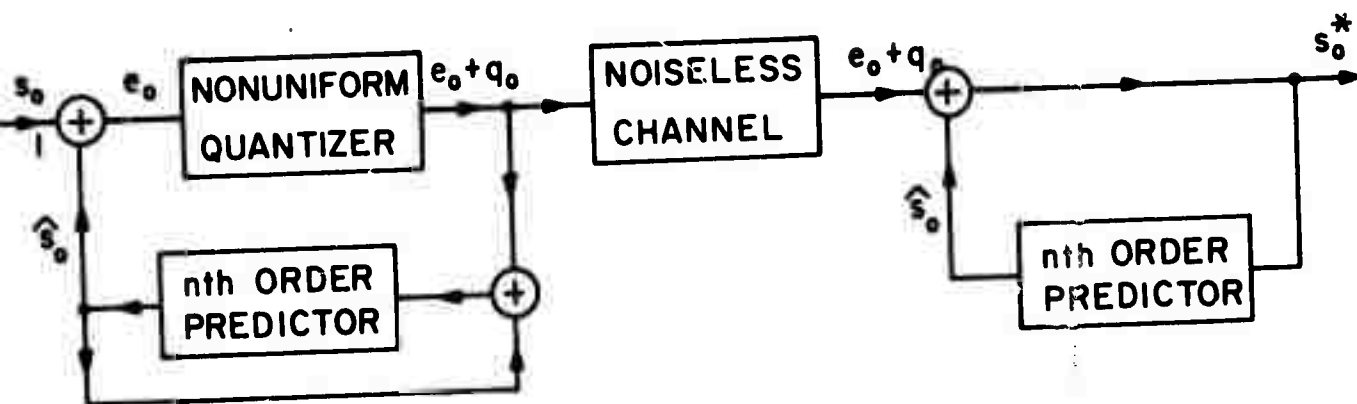 s₀
e₀
NONUNIFORM
QUANTIZER
e₀+q₀
NOISELESS
CHANNEL
e₀+q₀
s₀*
ŝ₀
nth ORDER
PREDICTOR
ŝ₀
nth ORDER
PREDICTOR